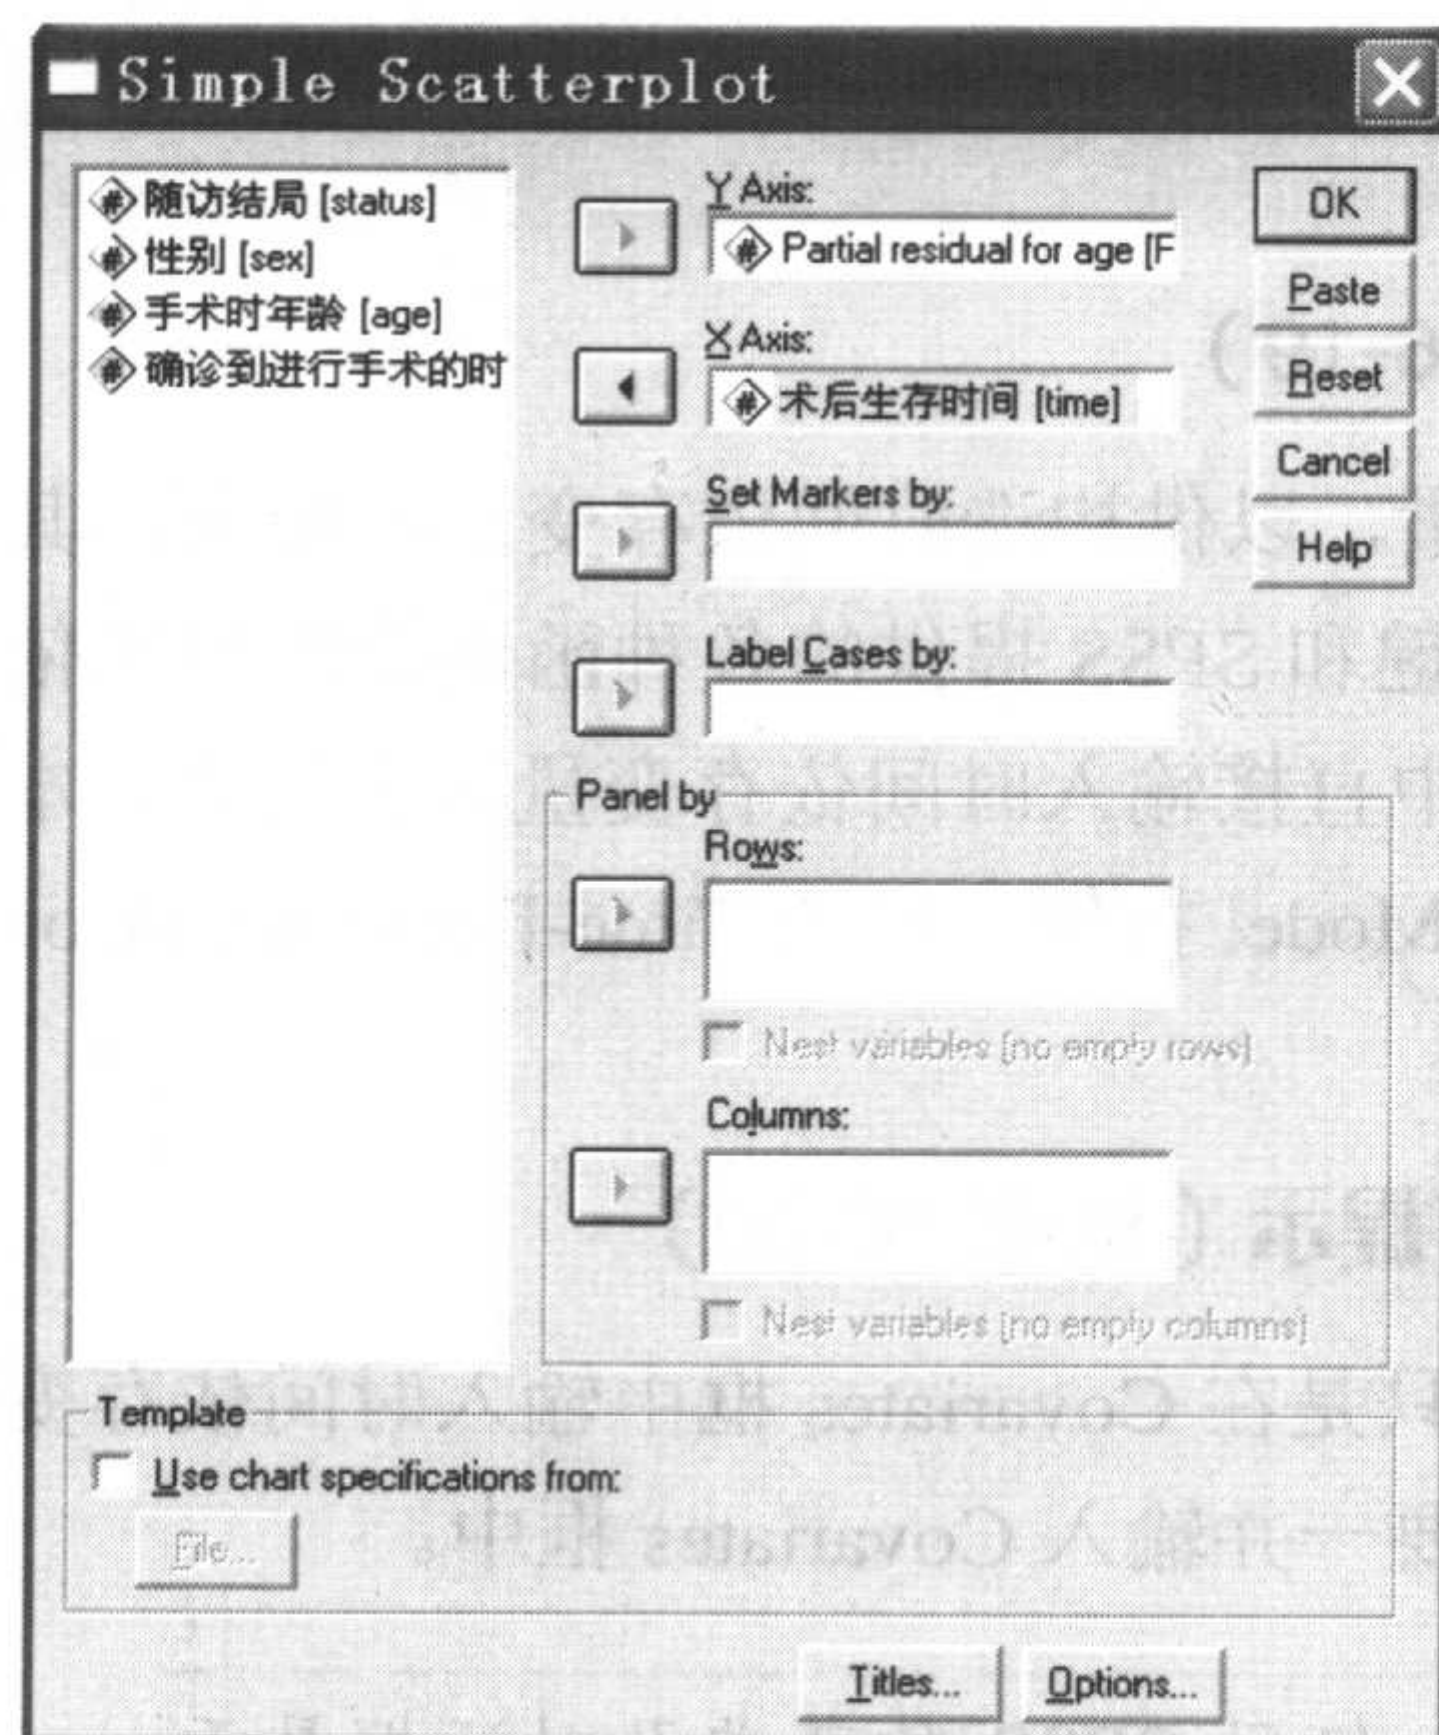 Simple Scatterplot
随访结局 [status]
性别 [sex]
手术时年龄 [age]
确诊到进行手术的时
Y Axis:
Partial residual for age [F
X Axis:
术后生存时间 [time]
Set Markers by:
Label Cases by:
Panel by
Rows:
Nest variables (no empty rows)
Columns:
Nest variables (no empty columns)
OK
Paste
Reset
Cancel
Help
Template
Use chart specifications from:
File...
Titles...
Options...